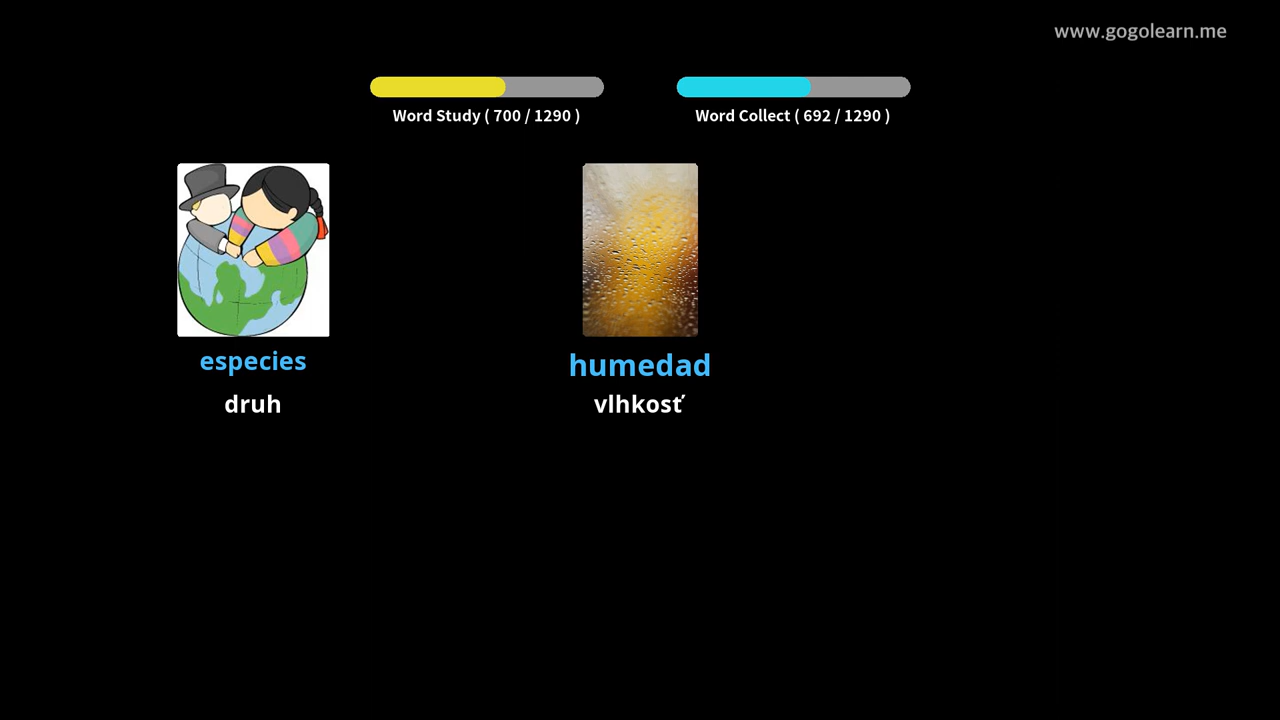 www.gogolearn.me
Word Study ( 700 / 1290 )
Word Collect ( 692 / 1290 )
especies
humedad
druh
vlhkosť